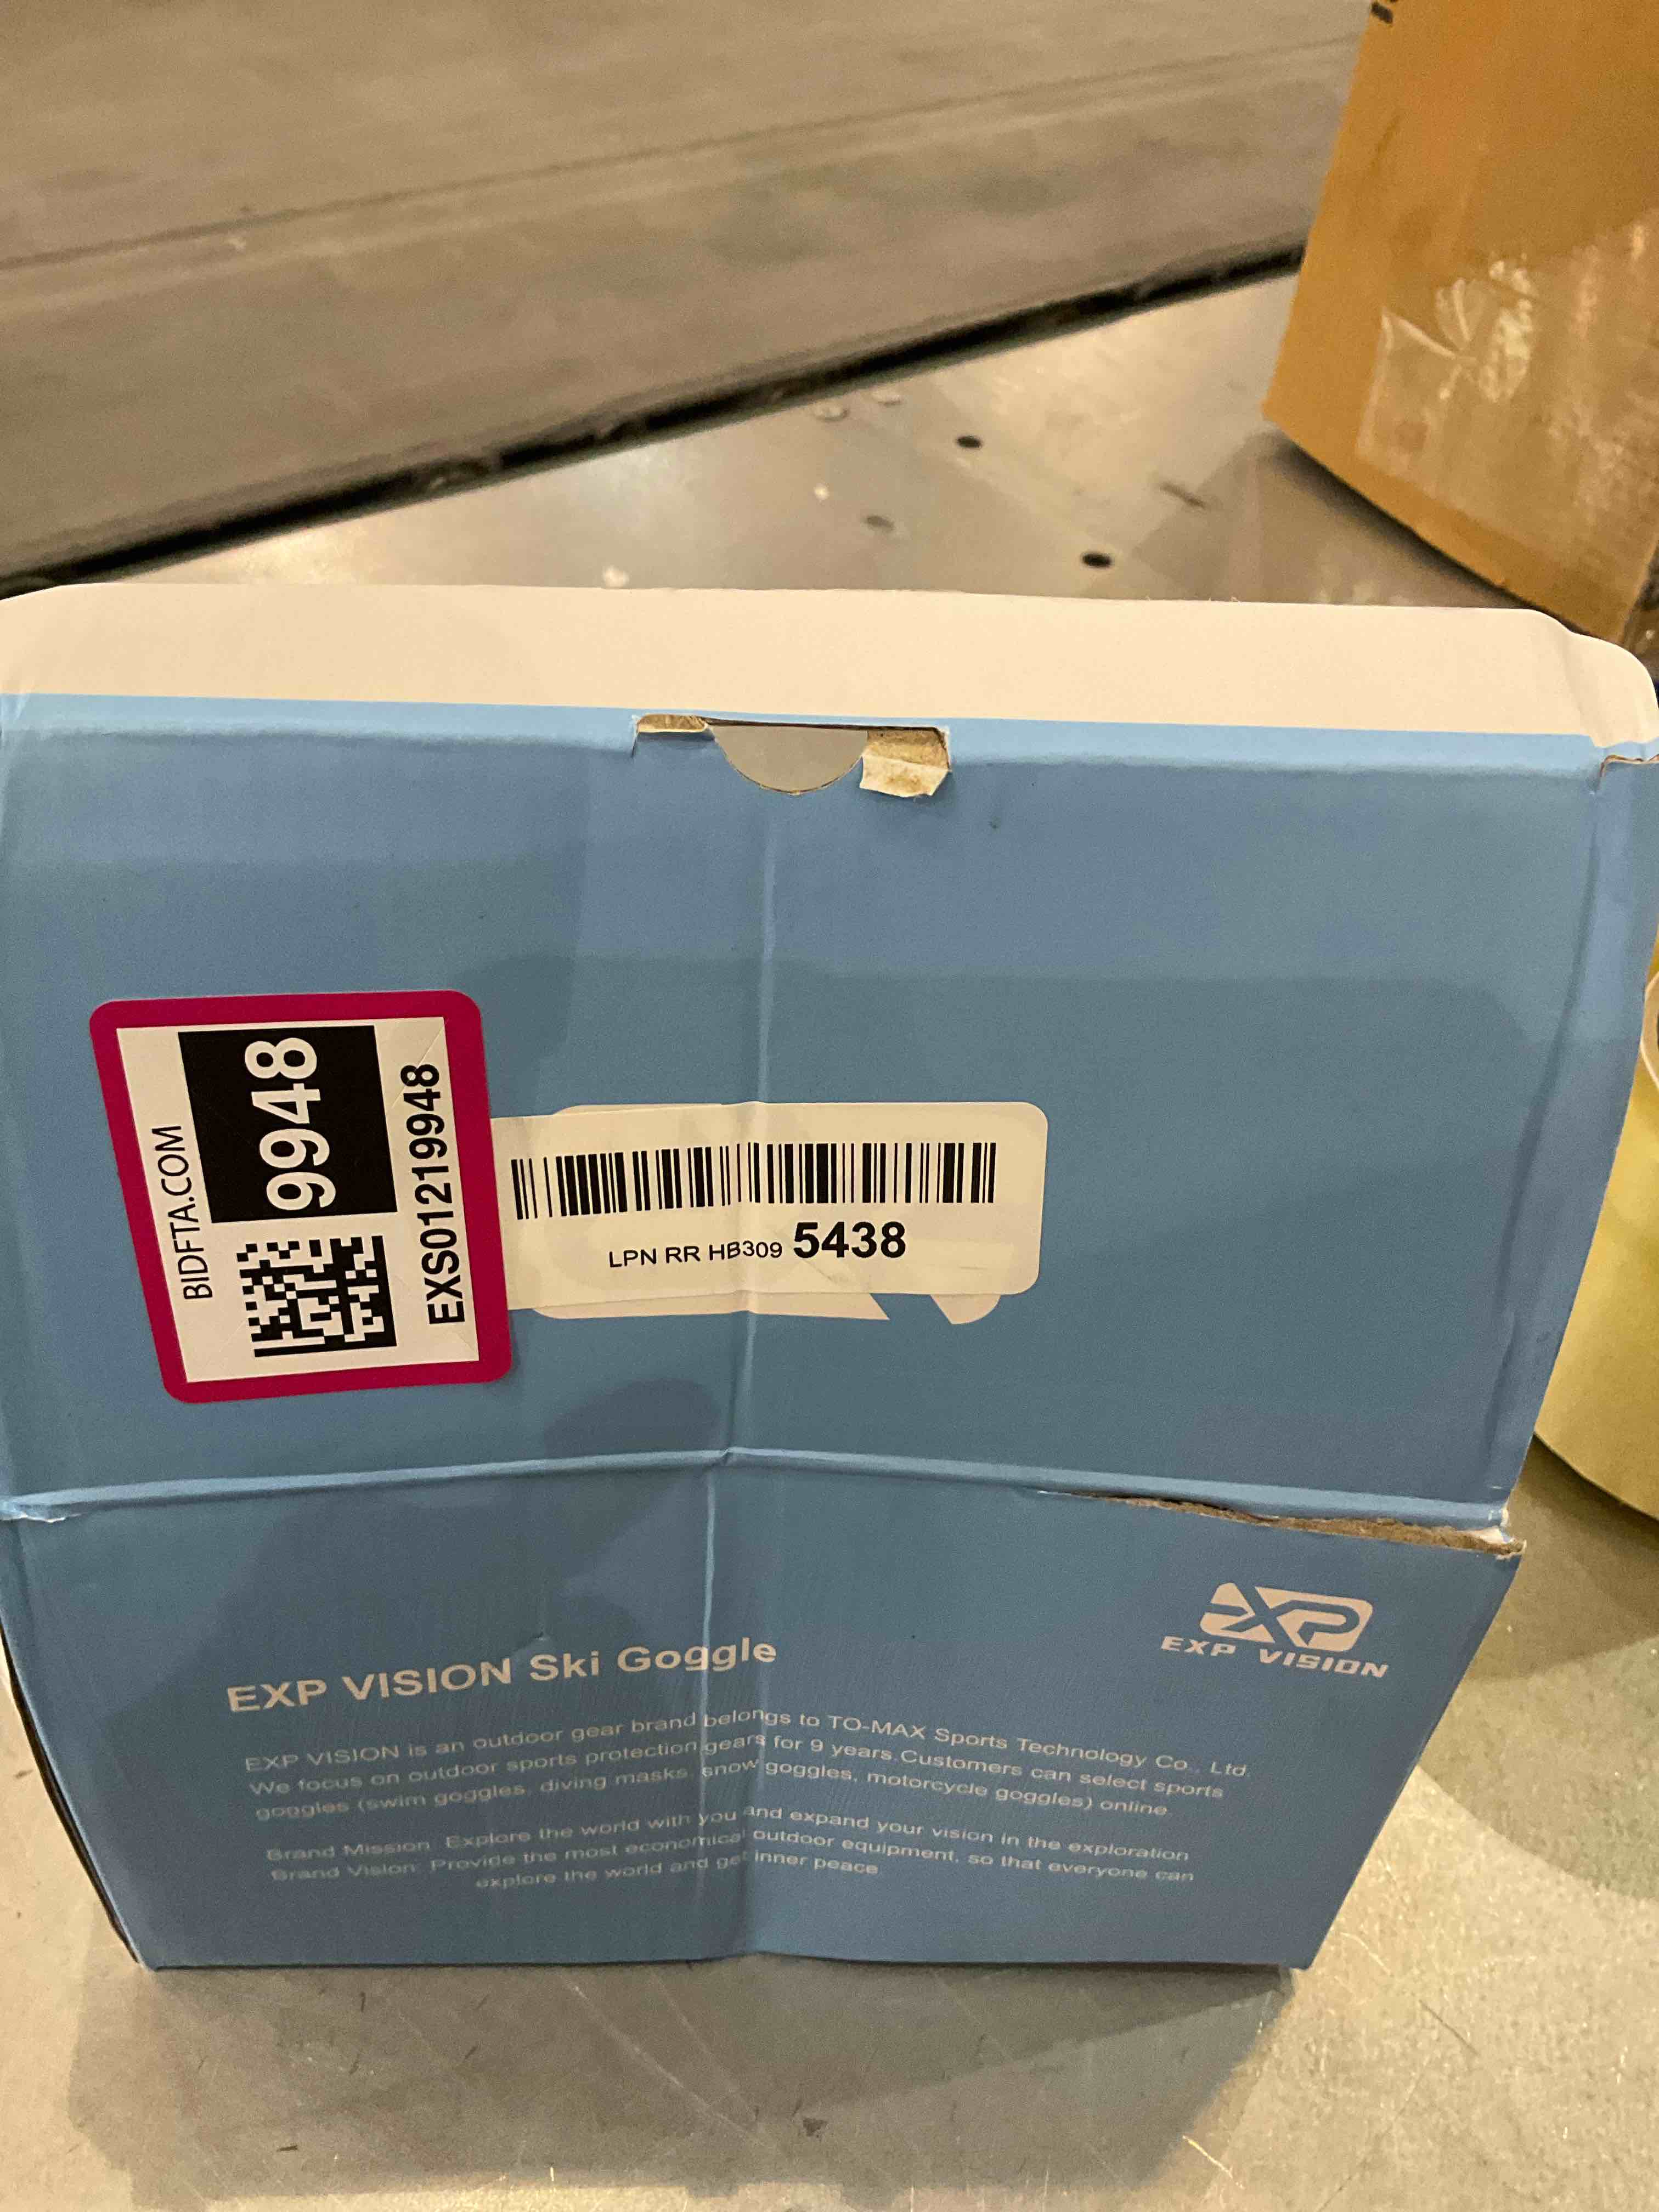 BIDFTA.COM
9948
EXS01219948
LPN RR HB309 5438
EXP VISION
EXP VISION Ski Goggle
EXP VISION is an outdoor gear brand belongs to TO-MAX Sports Technology Co., Ltd.
We focus on outdoor sports protection gears for 9 years.Customers can select sports
goggles (swim goggles, diving masks, snow goggles, motorcycle goggles) online.
Brand Mission: Explore the world with you and expand your vision in the exploration
Brand Vision: Provide the most economical outdoor equipment, so that everyone can
explore the world and get inner peace